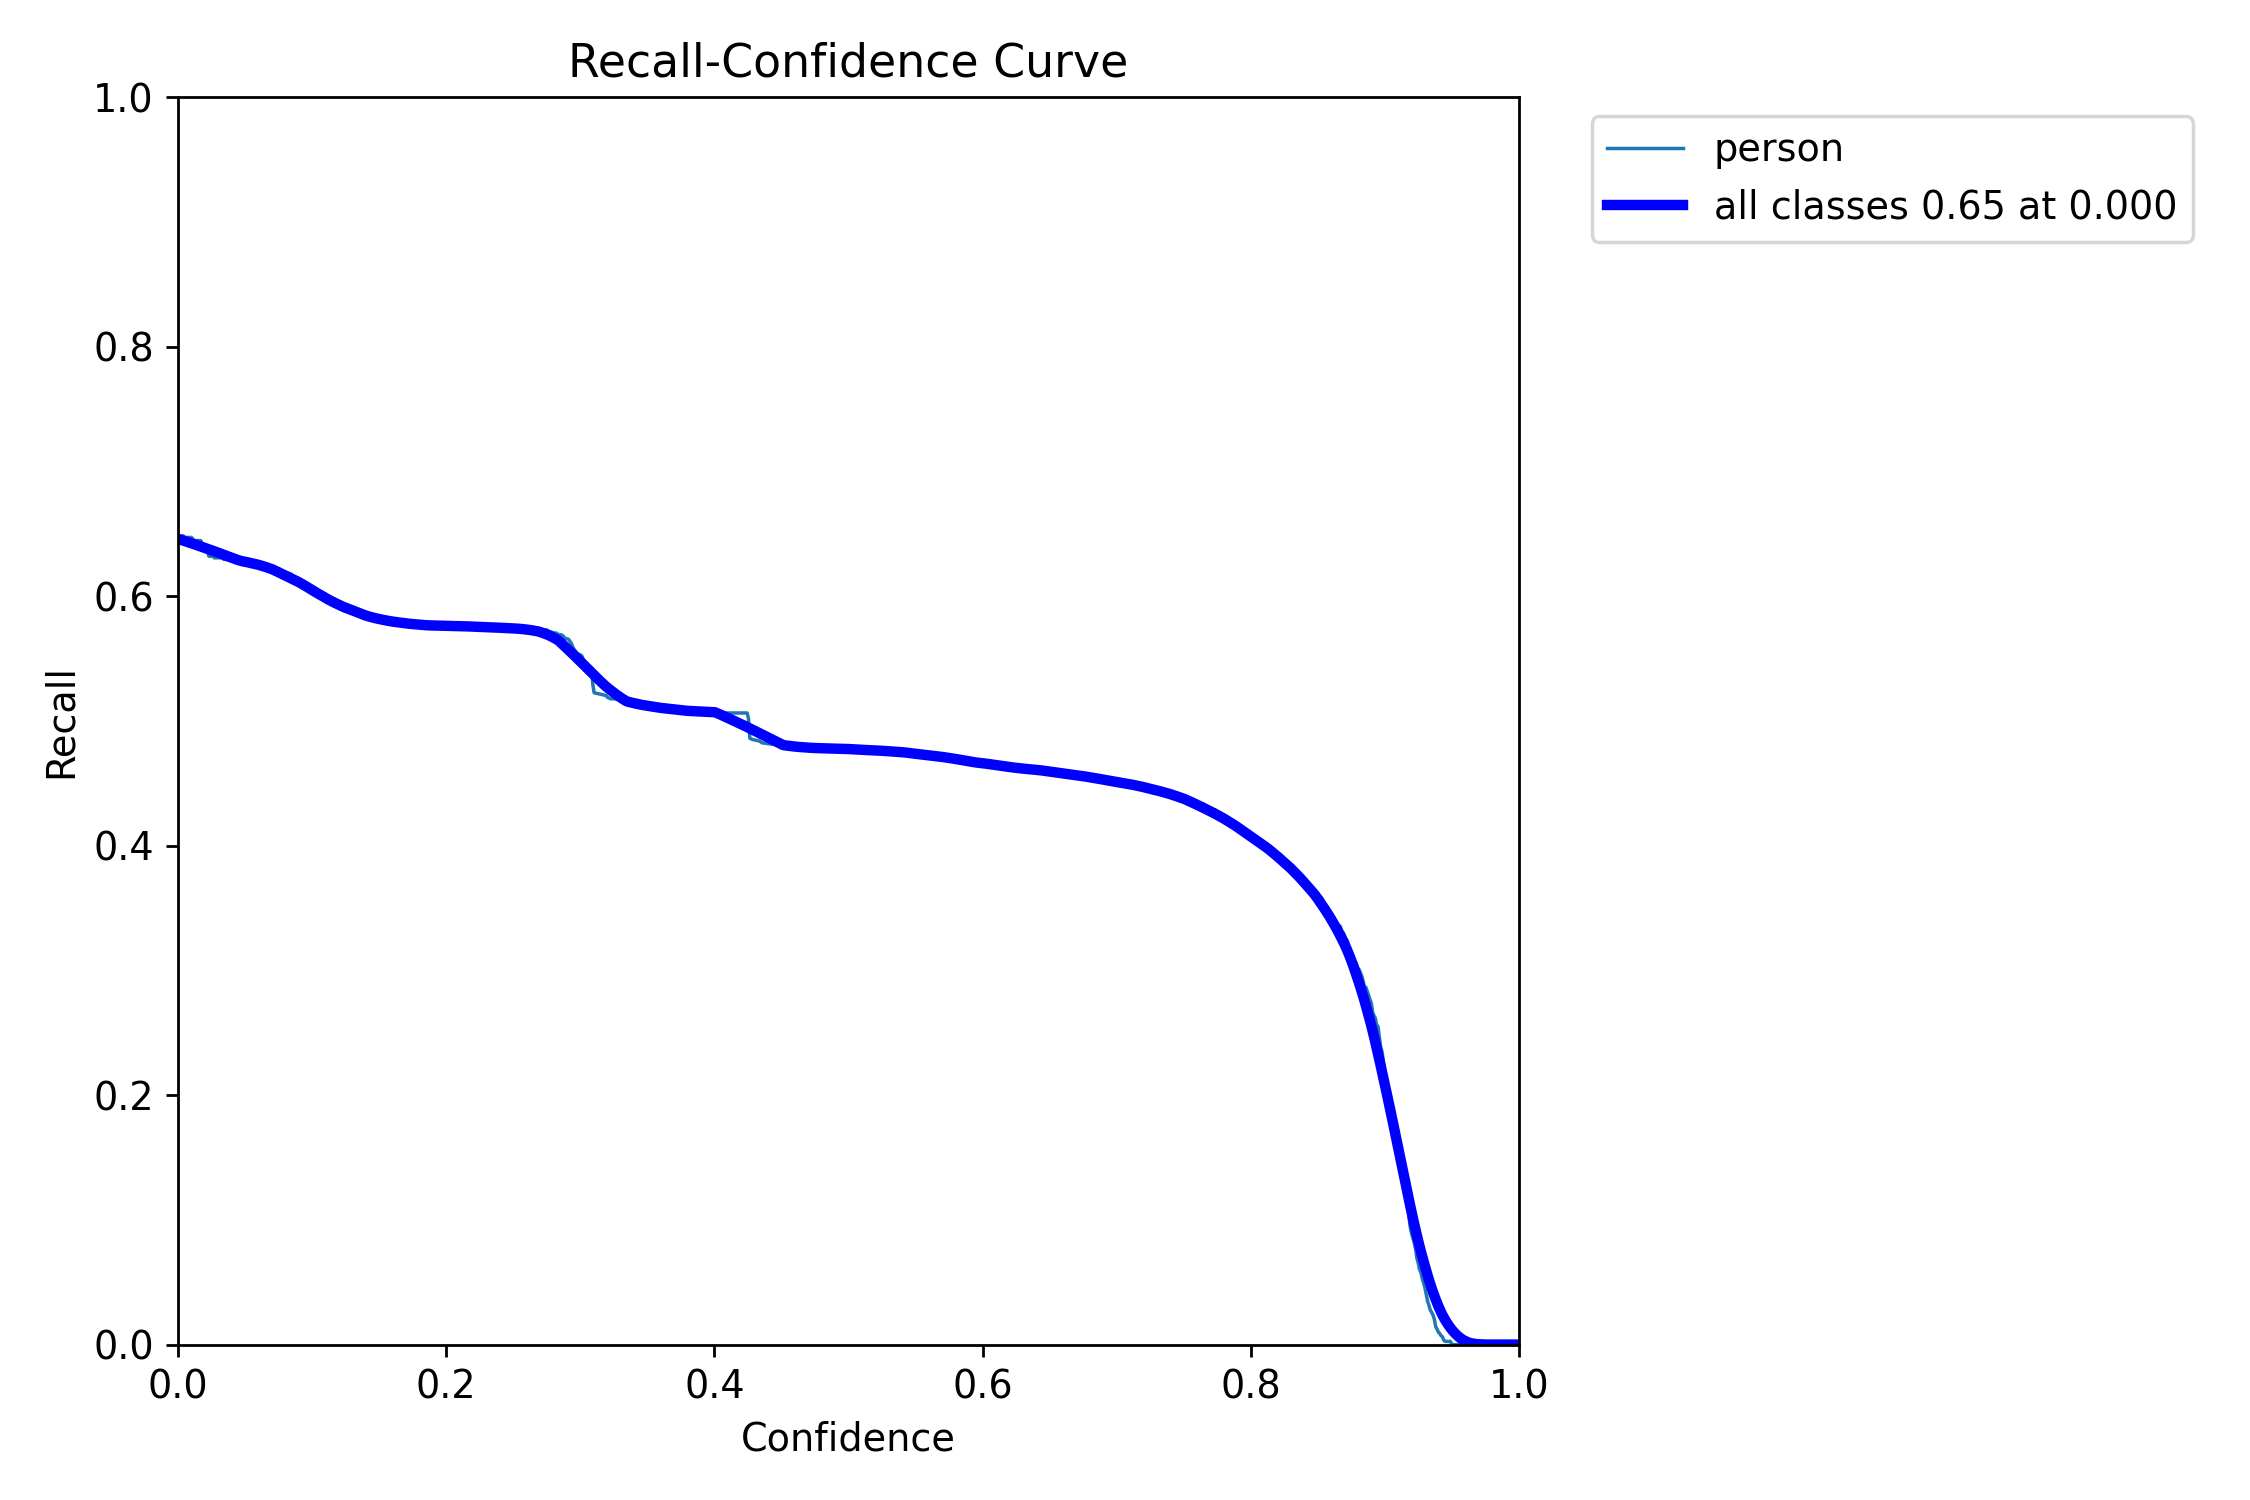 Recall-Confidence Curve
1.0
0.8
0.6
0.4
0.2
0.0
Recall
0.0 0.2 0.4 0.6 0.8 1.0
Confidence
person
all classes 0.65 at 0.000